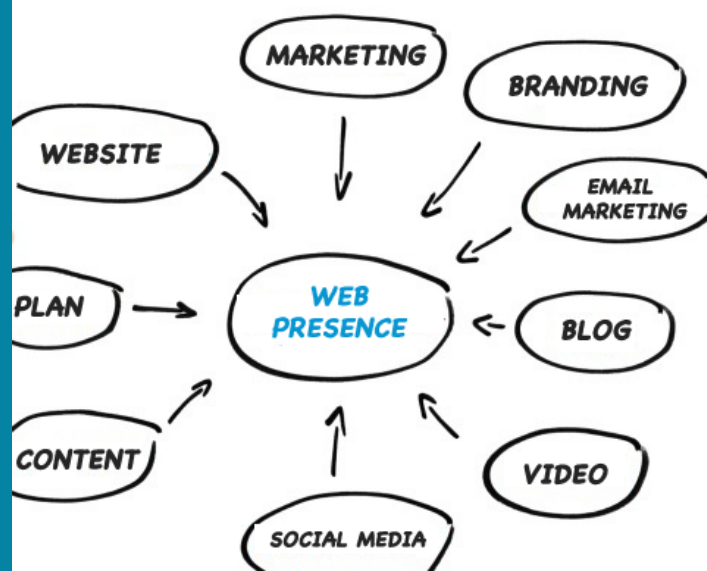 MARKETING
BRANDING
WEBSITE
EMAIL
MARKETING
PLAN
WEB
PRESENCE
BLOG
CONTENT
VIDEO
SOCIAL MEDIA